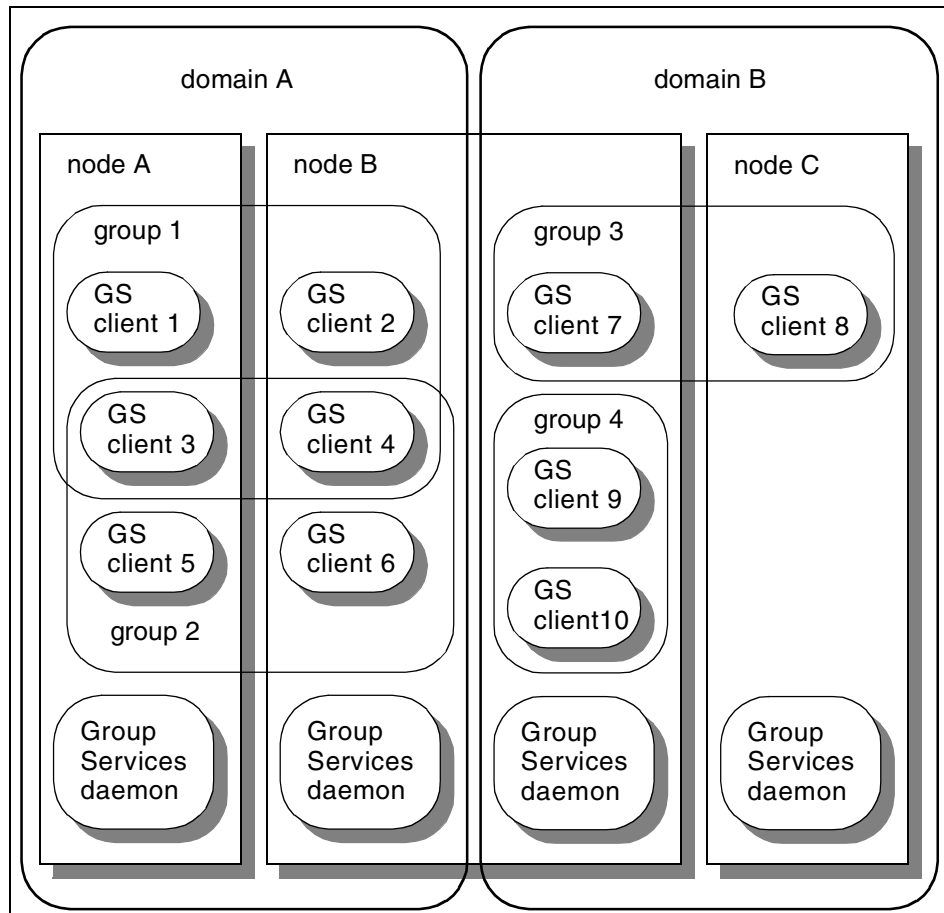 domain A
domain B
node A
node B
node C
group 1
group 3
GS
client 1
GS
client 2
GS
client 7
GS
client 8
GS
client 3
GS
client 4
group 4
GS
client 9
GS
client 5
GS
client 6
GS
client10
group 2
Group
Services
daemon
Group
Services
daemon
Group
Services
daemon
Group
Services
daemon